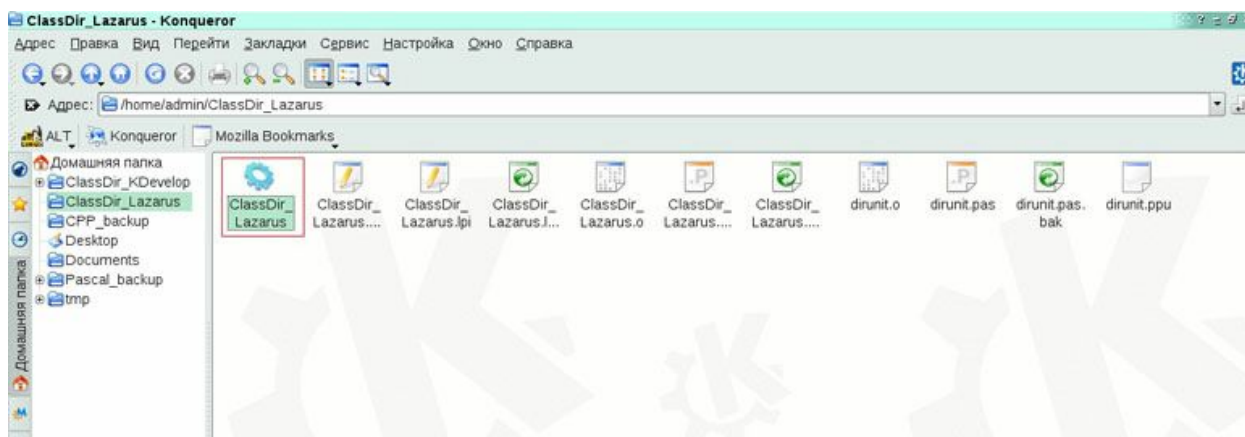 ClassDir_Lazarus - Konqueror
Адрес Правка Вид Перейти Закладки Сервис Настройка Окно Справка
Адрес: /home/admin/ClassDir_Lazarus
ALT Konqueror Mozilla Bookmarks
Домашняя папка
ClassDir_KDevelop
ClassDir_Lazarus
CPP_backup
Desktop
Documents
Pascal_backup
tmp
Домашняя папка
ClassDir_ ClassDir_ ClassDir_ ClassDir_ ClassDir_ ClassDir_ ClassDir_ dirunit.o dirunit.pas dirunit.pas. dirunit.ppu
Lazarus Lazarus.... Lazarus.lpi Lazarus.l... Lazarus.o Lazarus.... Lazarus.... bak